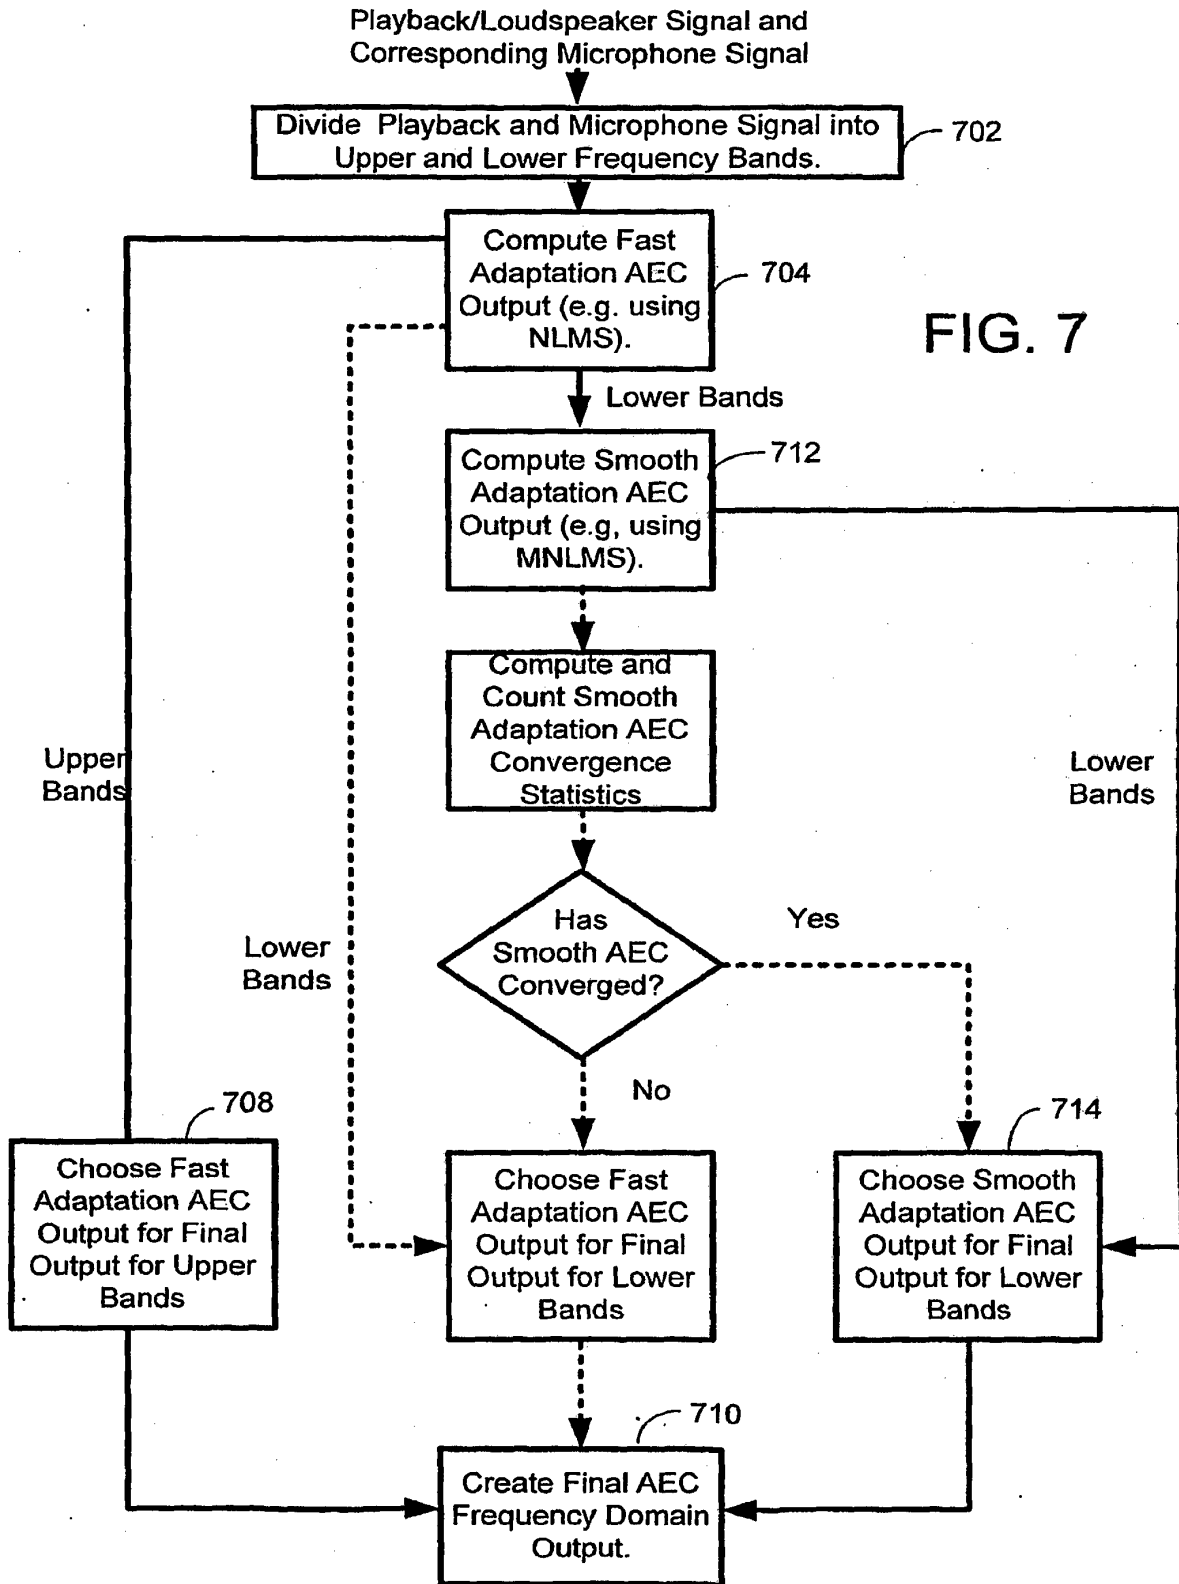 Playback/Loudspeaker Signal and
Corresponding Microphone Signal
Divide Playback and Microphone Signal into
Upper and Lower Frequency Bands.
702
Compute Fast
Adaptation AEC
Output (e.g. using
NLMS).
704
FIG. 7
Lower Bands
Compute Smooth
Adaptation AEC
Output (e.g, using
MNLMS).
712
Compute and
Count Smooth
Adaptation AEC
Convergence
Statistics
Upper
Bands
Lower
Bands
Lower
Bands
Has
Smooth AEC
Converged?
Yes
No
708
714
Choose Fast
Adaptation AEC
Output for Final
Output for Upper
Bands
Choose Fast
Adaptation AEC
Output for Final
Output for Lower
Bands
Choose Smooth
Adaptation AEC
Output for Final
Output for Lower
Bands
710
Create Final AEC
Frequency Domain
Output.